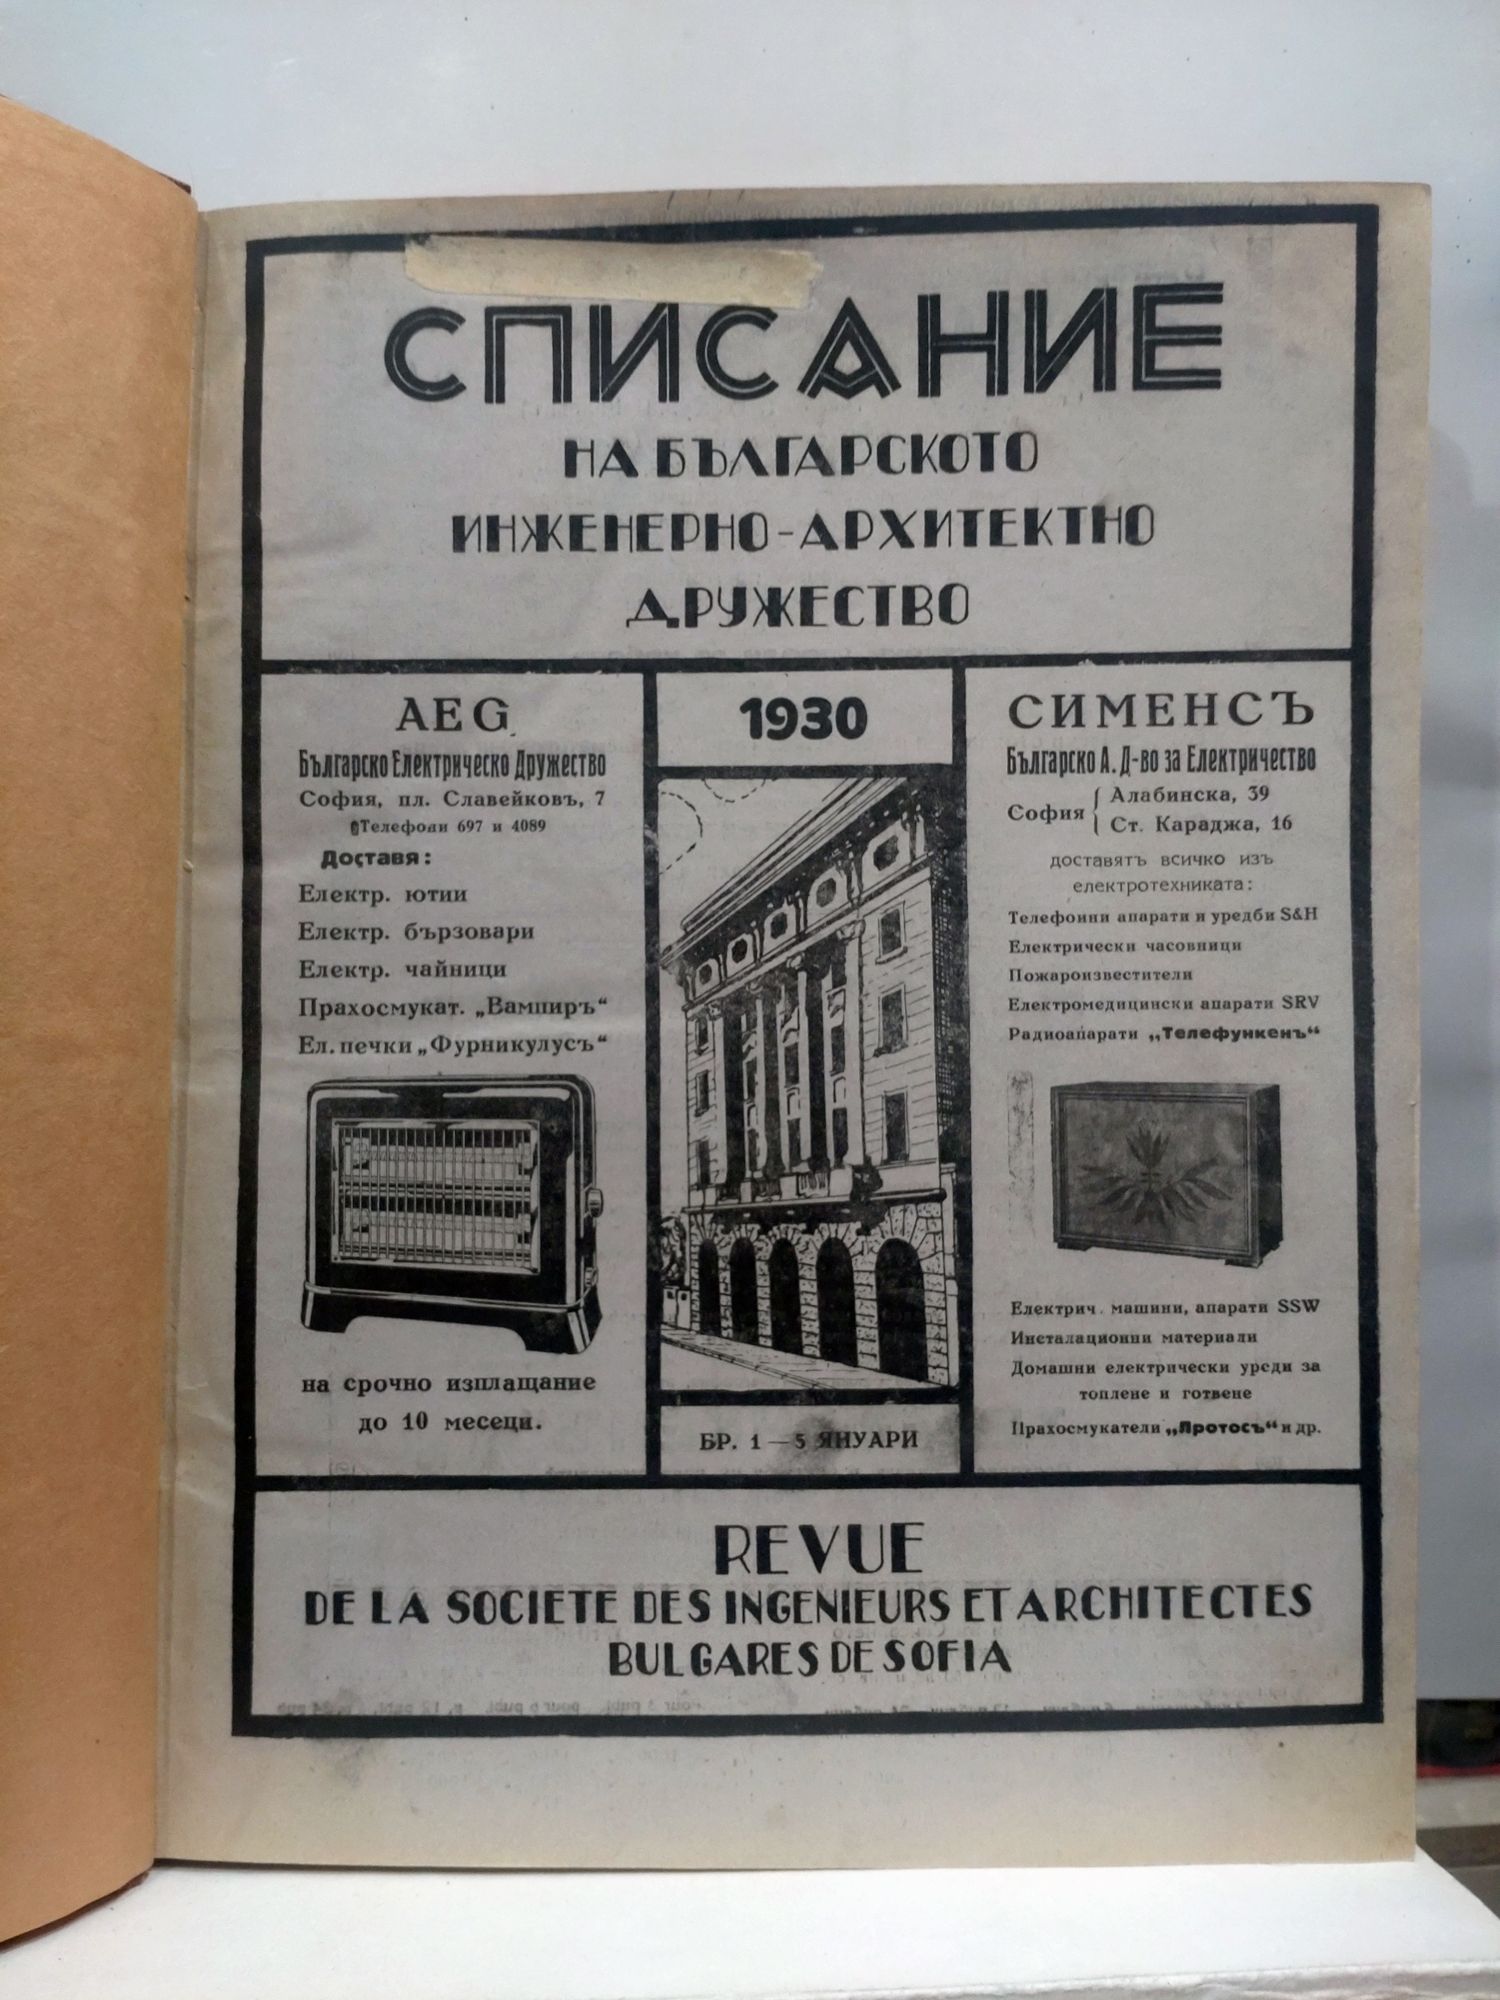 СПИСАНИЕ
НА БЪЛГАРСКОТО
ИНЖЕНЕРНО-АРХИТЕКТНО
ДРУЖЕСТВО
AEG
Българско Електрическо Дружество
София, пл. Славейковъ, 7
Телефони 697 и 4089
Доставя:
Електр. ютии
Електр. бързовари
Електр. чайници
Прахосмукат. „Вампиръ“
Ел. печки „Фурникулусъ“
на срочно изплащание
до 10 месеци.
1930
БР. 1—5 ЯНУАРИ
СИМЕНСЪ
Българско А. Д-во за Електричество
София { Алабинска, 39
Ст. Караджа, 16
доставятъ всичко изъ
електротехниката:
Телефонни апарати и уредби S&H
Електрически часовници
Пожароизвестители
Електромедицински апарати SRV
Радиоапарати „Телефункенъ“
Електрич. машини, апарати SSW
Инсталационни материали
Домашни електрически уреди за
топлене и готвене
Прахосмукатели „Протосъ“ и др.
REVUE
DE LA SOCIETE DES INGENIEURS ET ARCHITECTES
BULGARES DE SOFIA